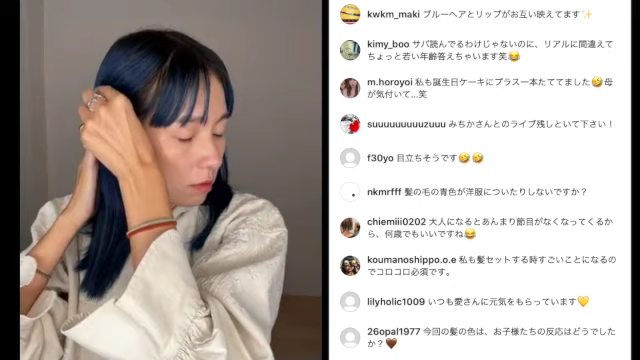 kwkm_maki ブルーヘアとリップがお互い映えてます✨
kimy_boo サバ読んでるわけじゃないのに、リアルに間違えて
ちょっと若い年齢答えちゃいます笑😂
m.horoyoi 私も誕生日ケーキにプラス一本たててました🤣母
が気付いて...笑
suuuuuuuuuzuuu みちかさんとのライブ残しといて下さい！
f30yo 目立ちそうです🤣🤣
nkmrfff 髪の毛の青色が洋服についたりしないですか？
chiemiii0202 大人になるとあんまり節目がなくなってくるか
ら、何歳でもいいですね😂
koumanoshippo.o.e 私も髪セットする時すごいことになるの
でコロコロ必須です。
lilyholic1009 いつも愛さんに元気をもらっています💛
26opal1977 今回の髪の色は、お子様たちの反応はどうでした
か？🤎